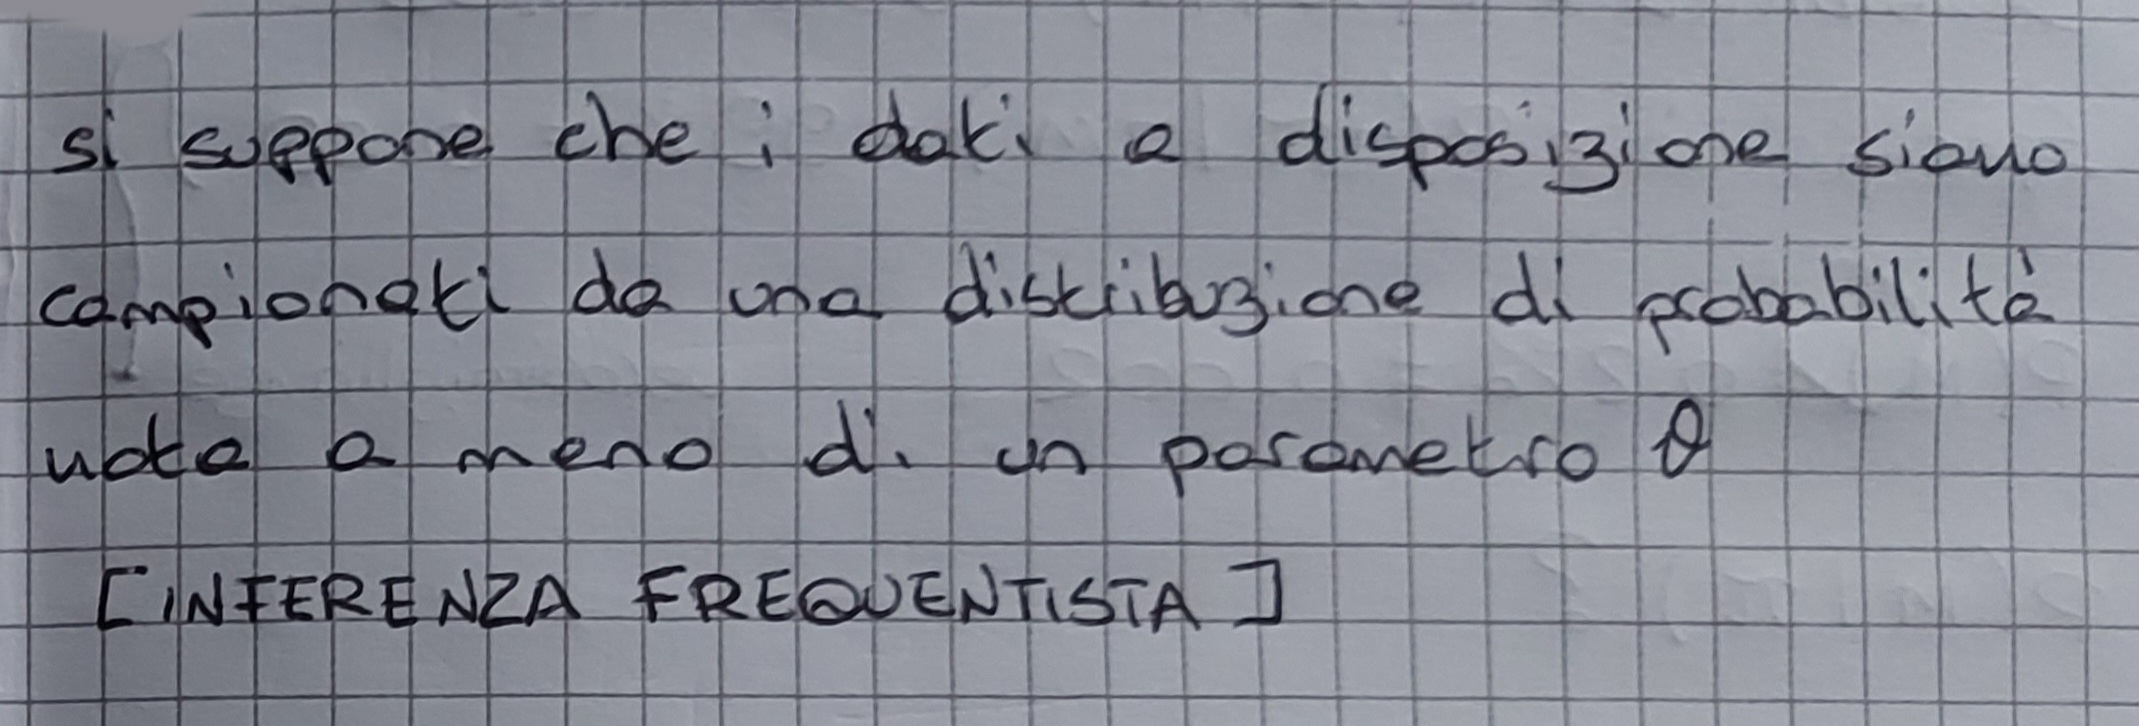 si suppone che i dati a disposizione siano
campionati da una distribuzione di probabilità
nota a meno di un parametro θ
[INFERENZA FREQUENTISTA]